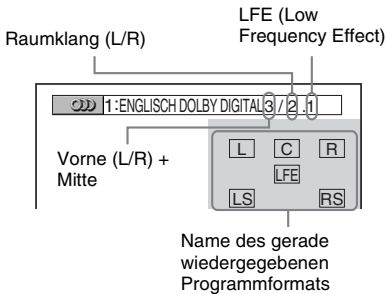 LFE (Low
Frequency Effect)
Raumklang (L/R)
1:ENGLISCH DOLBY DIGITAL 3 / 2 .1
Vorne (L/R) +
Mitte
L C R
LFE
LS RS
Name des gerade
wiedergegebenen
Programmformats